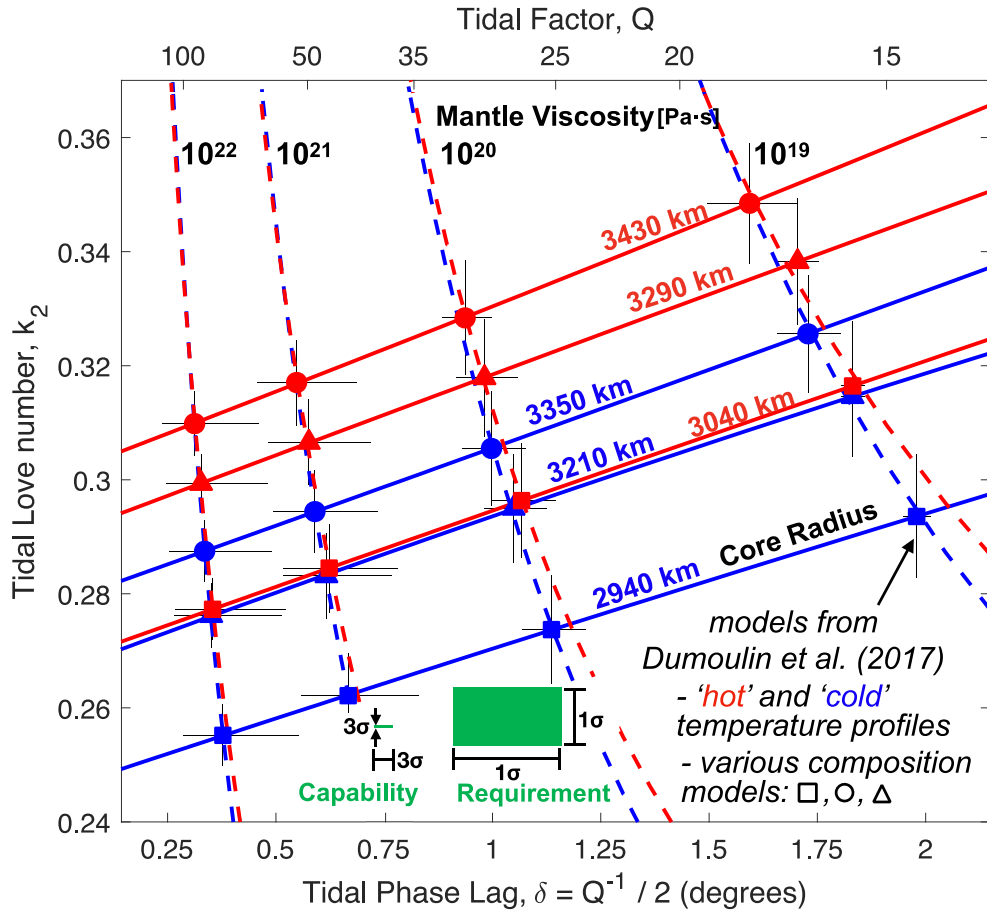 Tidal Factor, Q
100 50 35 25 20 15
Mantle Viscosity[Pa·s]
10²² 10²¹ 10²⁰ 10¹⁹
0.36
0.34
0.32
0.3
0.28
0.26
0.24
Tidal Love number, k₂
3430 km
3290 km
3350 km
3040 km
3210 km
2940 km
Core Radius
models from
Dumoulin et al. (2017)
- 'hot' and 'cold'
temperature profiles
- various composition
models: □, ○, △
3σ
3σ
Capability
1σ
1σ
Requirement
0.25 0.5 0.75 1 1.25 1.5 1.75 2
Tidal Phase Lag, δ = Q⁻¹ / 2 (degrees)